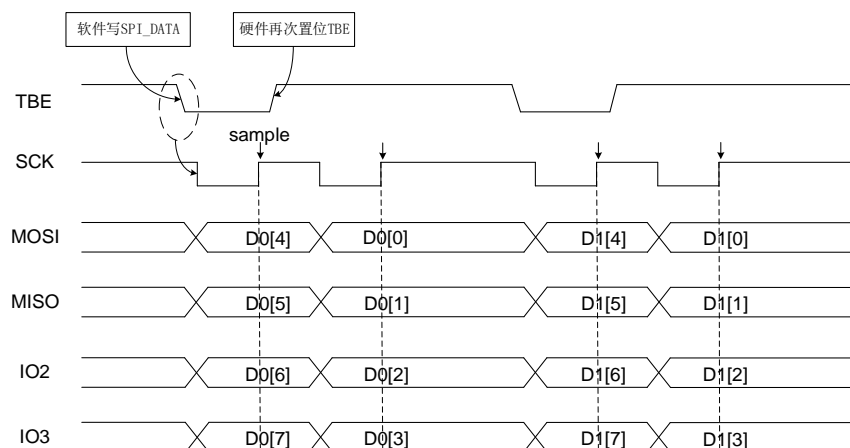 软件写SPI_DATA 硬件再次置位TBE
TBE
sample
SCK
MOSI D0[4] D0[0] D1[4] D1[0]
MISO D0[5] D0[1] D1[5] D1[1]
IO2 D0[6] D0[2] D1[6] D1[2]
IO3 D0[7] D0[3] D1[7] D1[3]